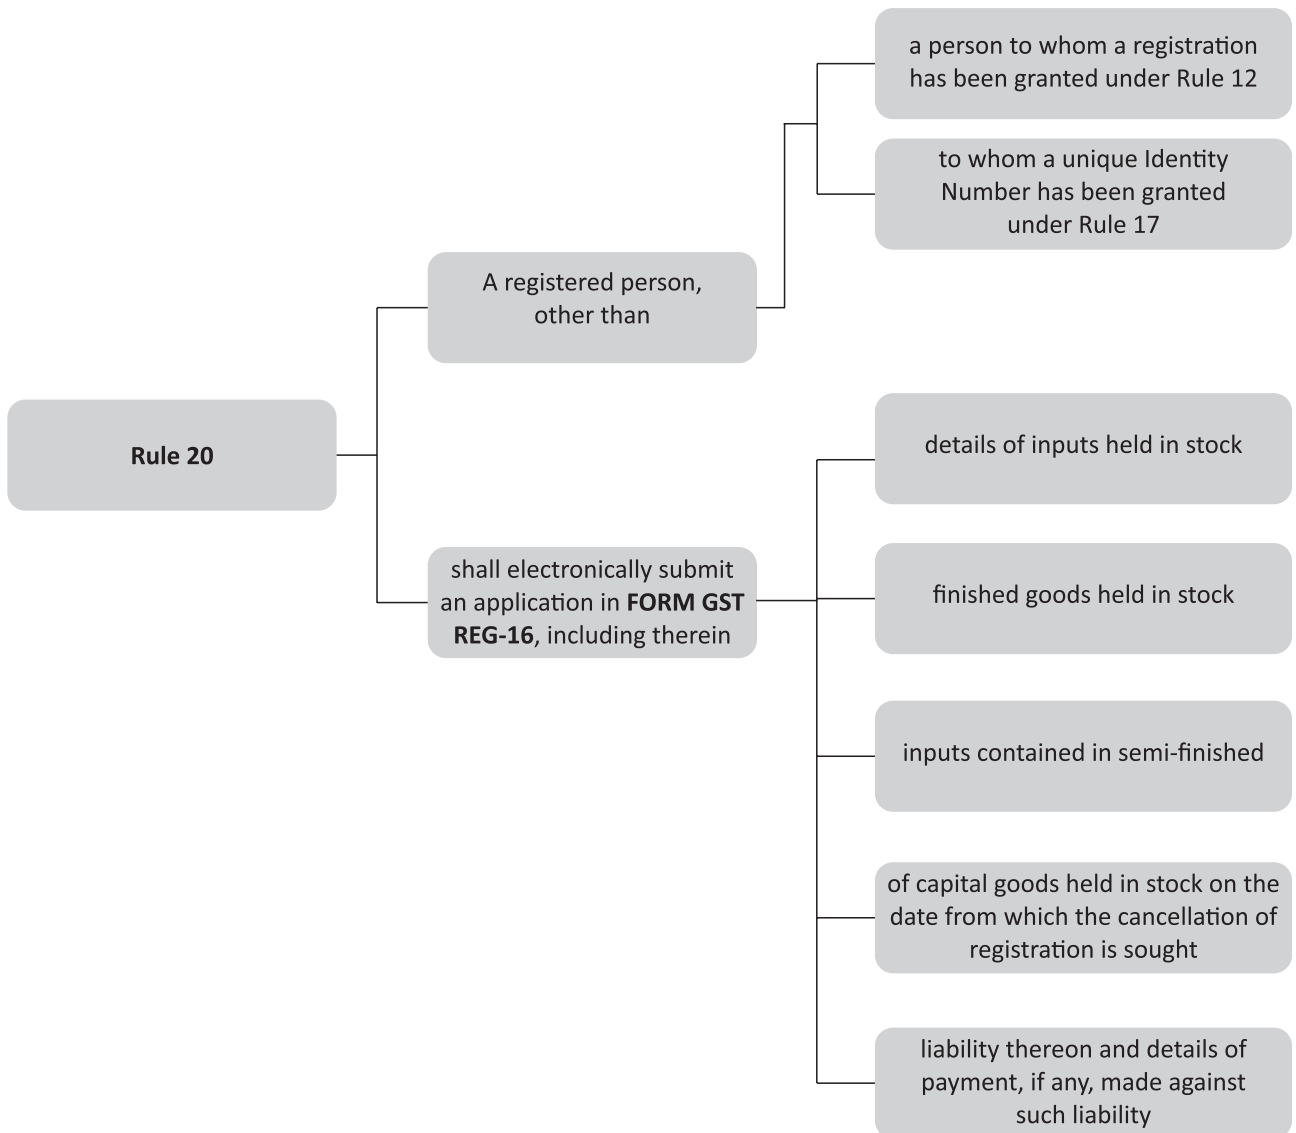 Rule 20
A registered person,
other than
a person to whom a registration
has been granted under Rule 12
to whom a unique Identity
Number has been granted
under Rule 17
shall electronically submit
an application in FORM GST
REG-16, including therein
details of inputs held in stock
finished goods held in stock
inputs contained in semi-finished
of capital goods held in stock on the
date from which the cancellation of
registration is sought
liability thereon and details of
payment, if any, made against
such liability